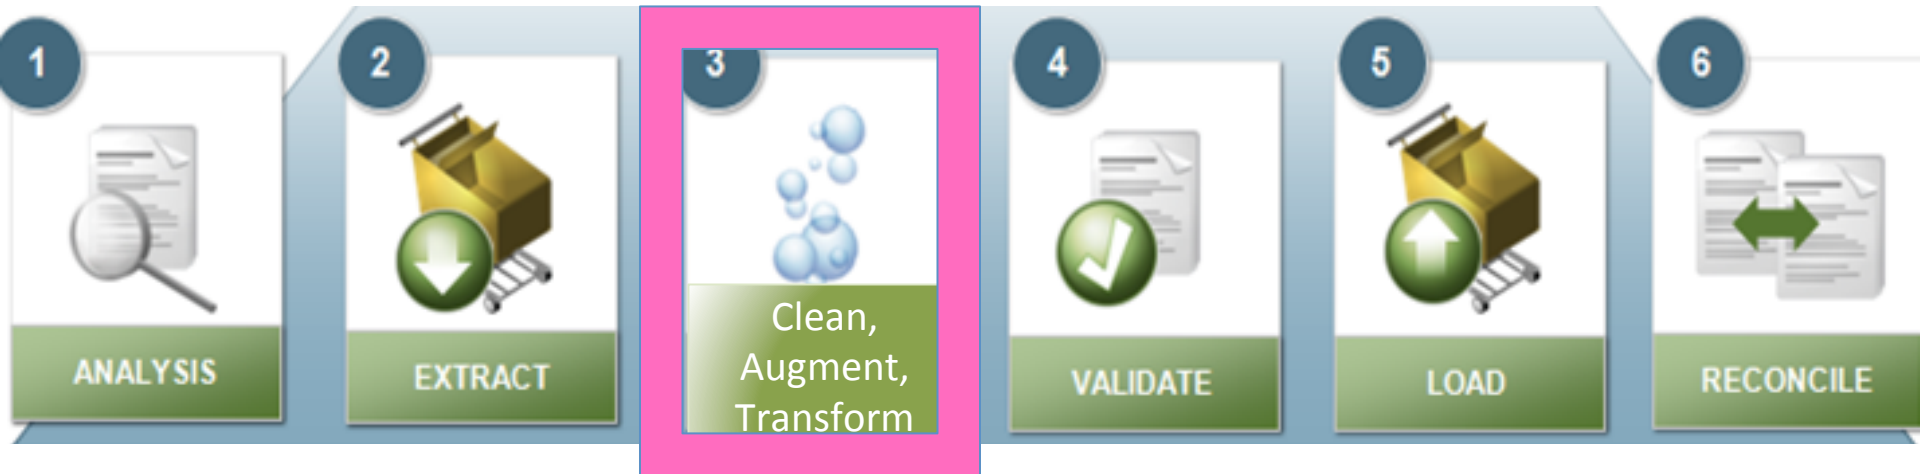 1
ANALYSIS
2
EXTRACT
3
Clean,
Augment,
Transform
4
VALIDATE
5
LOAD
6
RECONCILE